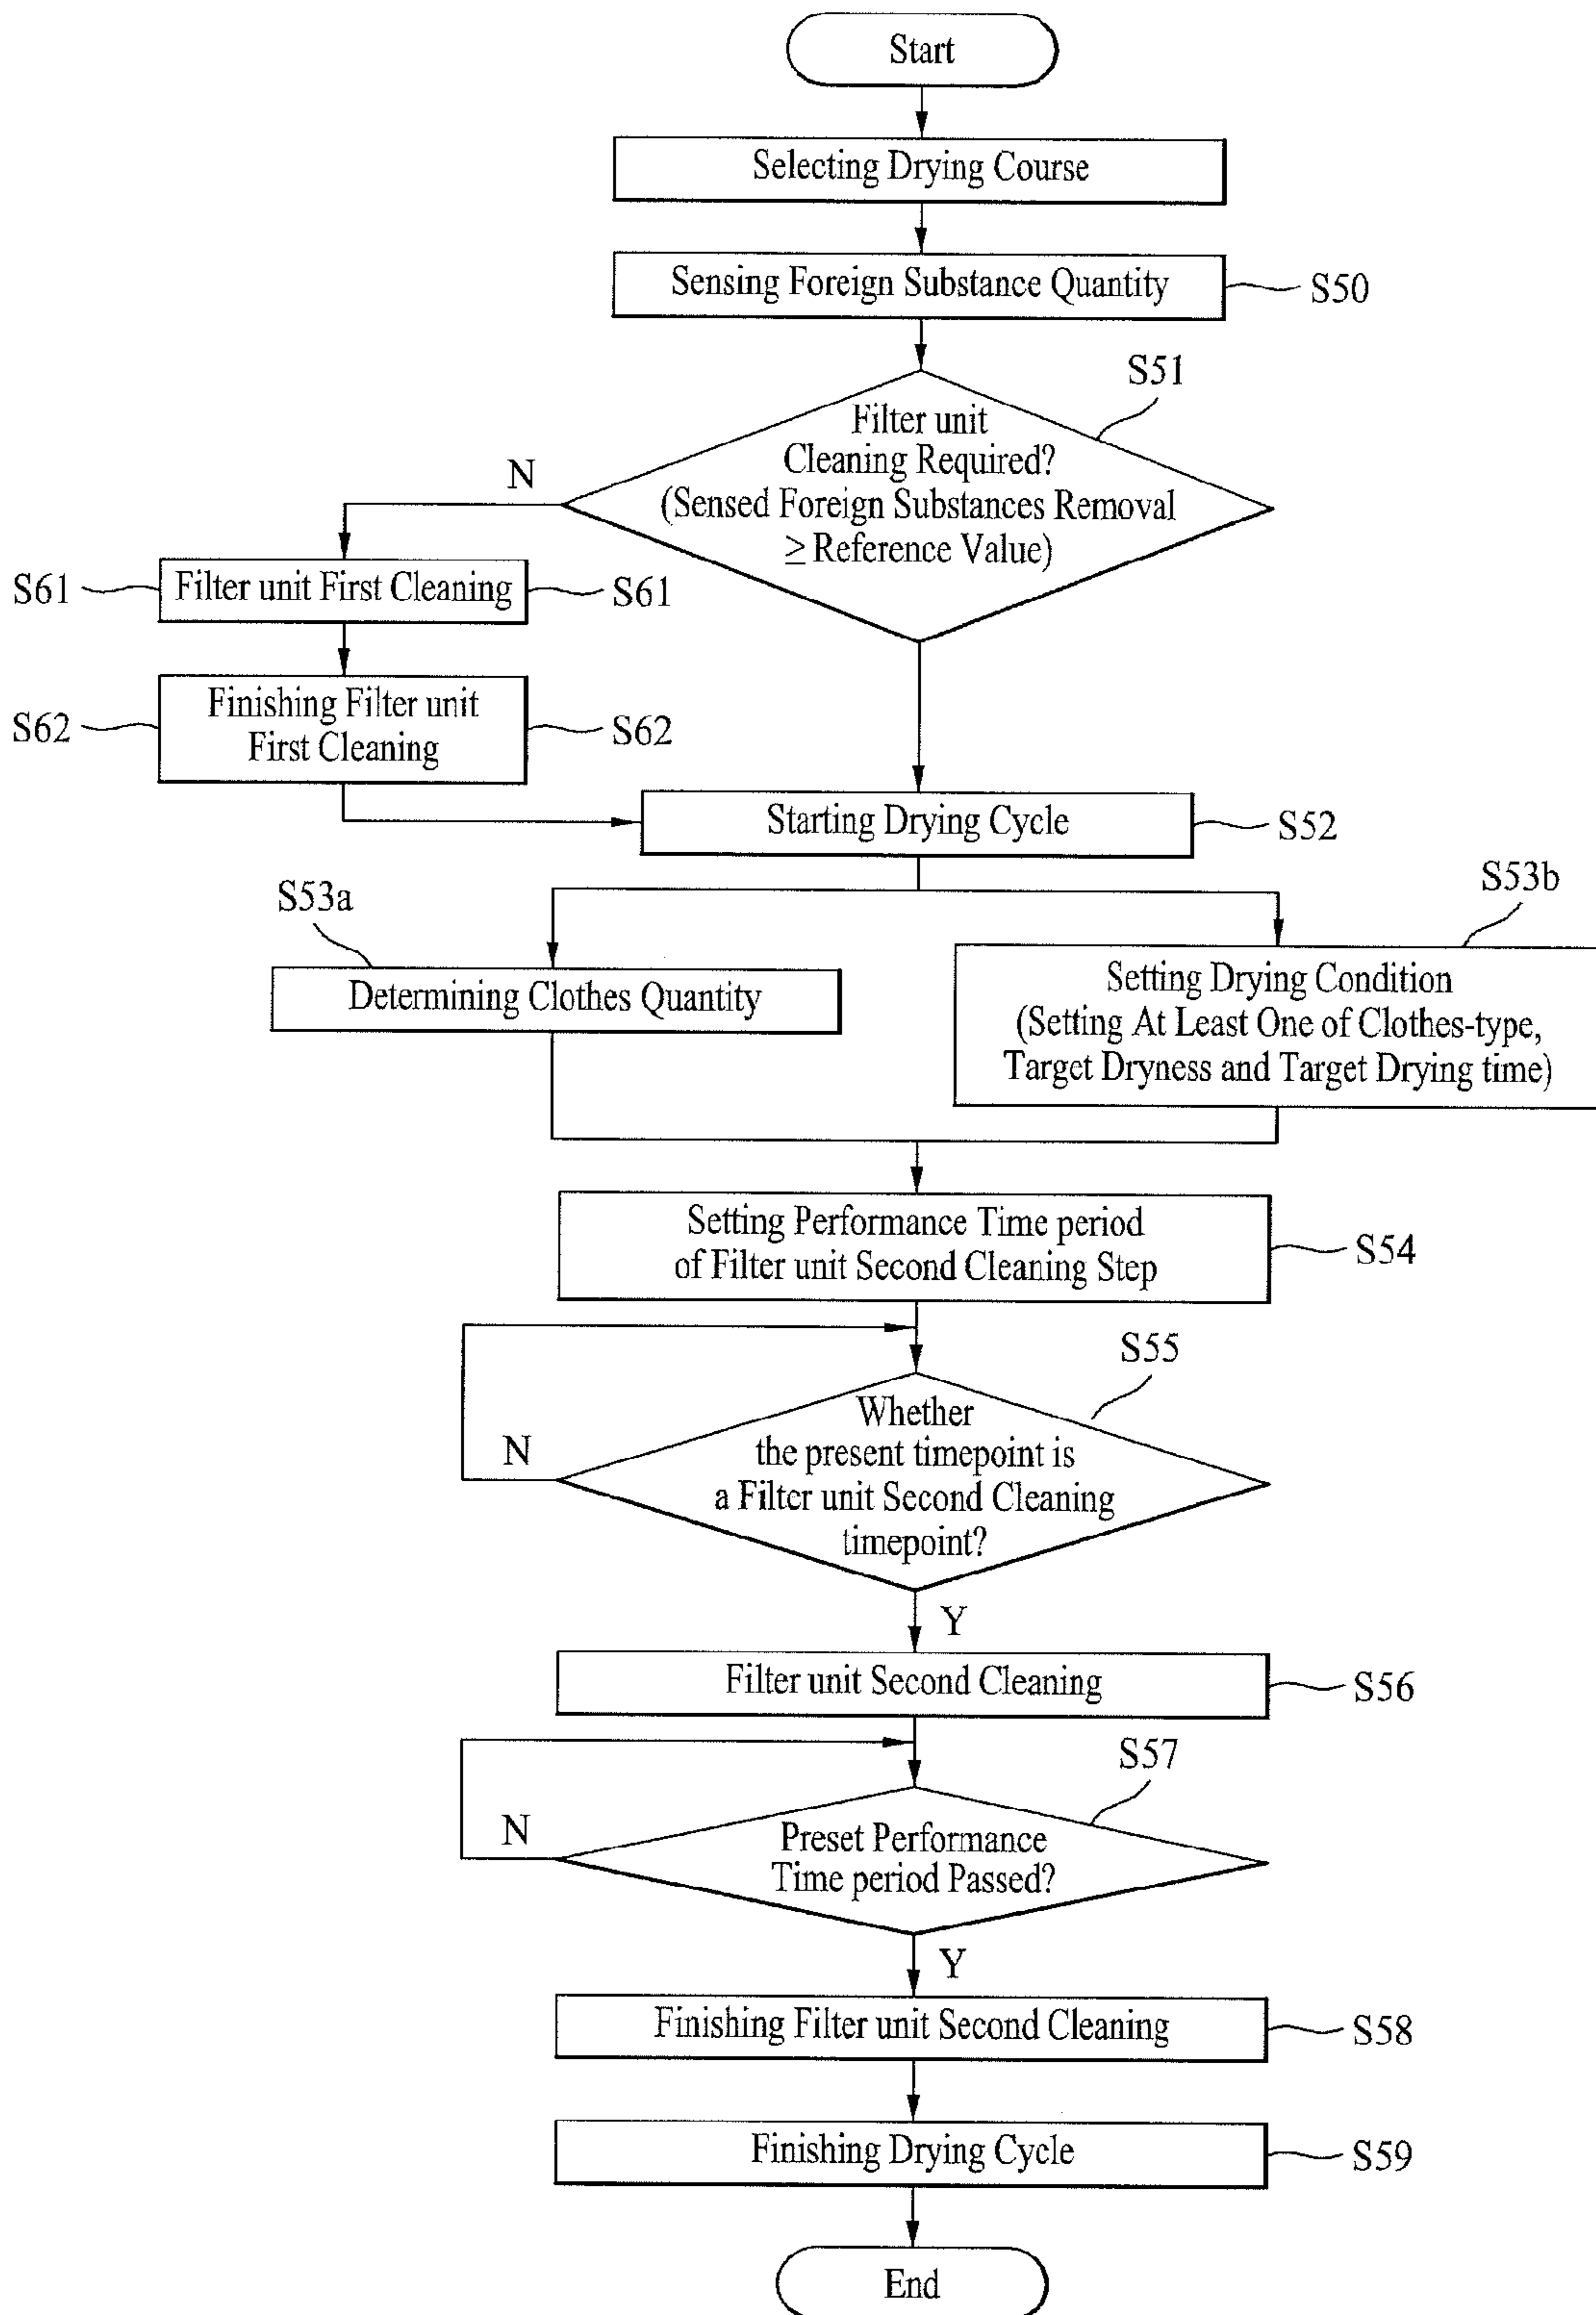 Start
Selecting Drying Course
Sensing Foreign Substance Quantity
S50
S51
Filter unit
Cleaning Required?
(Sensed Foreign Substances Removal
≥ Reference Value)
N
S61
Filter unit First Cleaning
S61
S62
Finishing Filter unit
First Cleaning
S62
Starting Drying Cycle
S52
S53a
Determining Clothes Quantity
S53b
Setting Drying Condition
(Setting At Least One of Clothes-type,
Target Dryness and Target Drying time)
Setting Performance Time period
of Filter unit Second Cleaning Step
S54
S55
Whether
the present timepoint is
a Filter unit Second Cleaning
timepoint?
N
Y
Filter unit Second Cleaning
S56
S57
Preset Performance
Time period Passed?
N
Y
Finishing Filter unit Second Cleaning
S58
Finishing Drying Cycle
S59
End